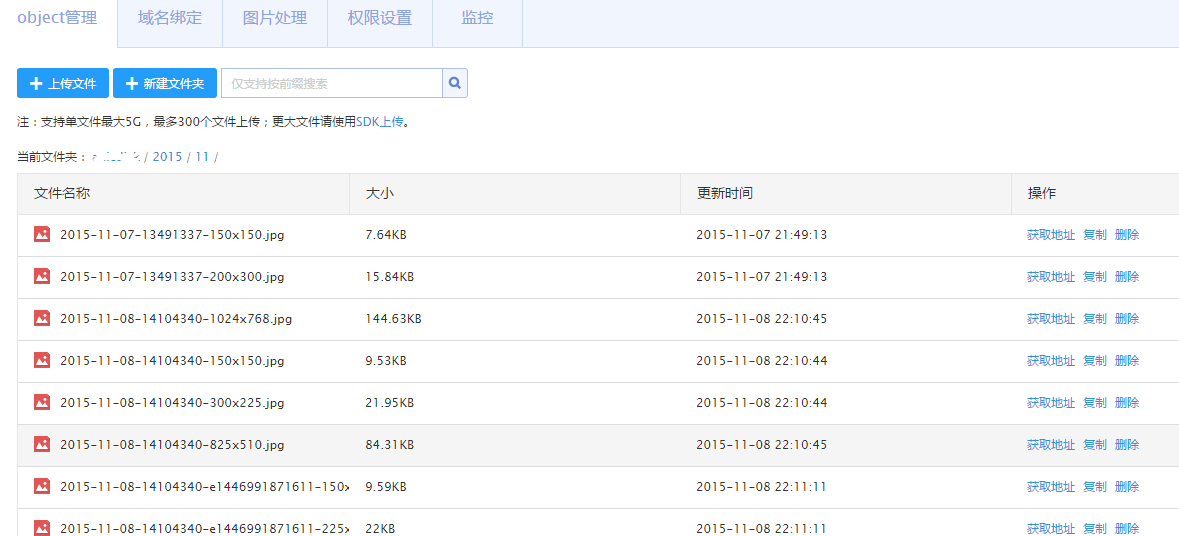 object管理 域名绑定 图片处理 权限设置 监控
上传文件 新建文件夹 仅支持按前缀搜索
注：支持单文件最大5G，最多300个文件上传；更大文件请使用SDK上传。
当前文件夹： / 2015 / 11 /
文件名称 大小 更新时间 操作
2015-11-07-13491337-150x150.jpg 7.64KB 2015-11-07 21:49:13 获取地址 复制 删除
2015-11-07-13491337-200x300.jpg 15.84KB 2015-11-07 21:49:13 获取地址 复制 删除
2015-11-08-14104340-1024x768.jpg 144.63KB 2015-11-08 22:10:45 获取地址 复制 删除
2015-11-08-14104340-150x150.jpg 9.53KB 2015-11-08 22:10:44 获取地址 复制 删除
2015-11-08-14104340-300x225.jpg 21.95KB 2015-11-08 22:10:44 获取地址 复制 删除
2015-11-08-14104340-825x510.jpg 84.31KB 2015-11-08 22:10:45 获取地址 复制 删除
2015-11-08-14104340-e1446991871611-150x 9.59KB 2015-11-08 22:11:11 获取地址 复制 删除
2015-11-08-14104340-e1446991871611-225x 22KB 2015-11-08 22:11:11 获取地址 复制 删除